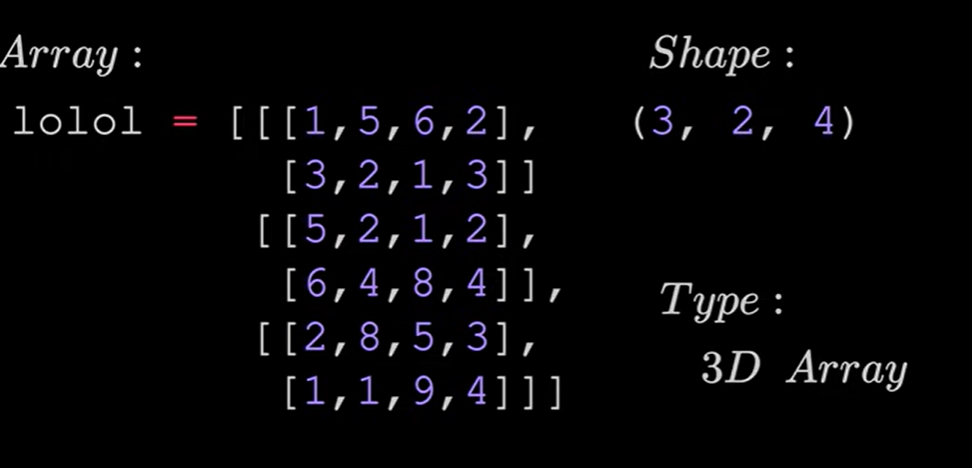 Array :
Shape :
lolol = [[[1,5,6,2],
(3, 2, 4)
[3,2,1,3]]
[[5,2,1,2],
[6,4,8,4]],
Type :
[[2,8,5,3],
3D Array
[1,1,9,4]]]